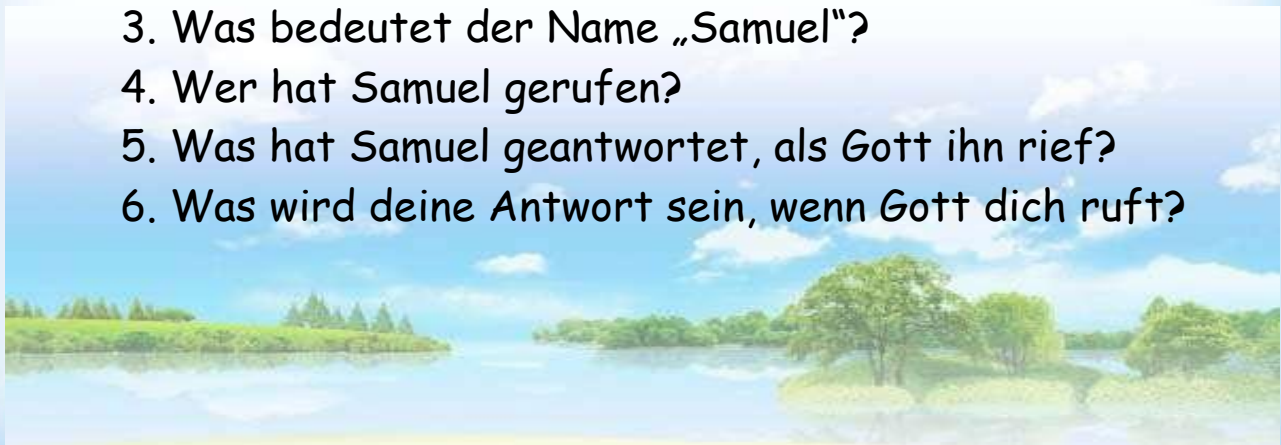 3. Was bedeutet der Name „Samuel“?
4. Wer hat Samuel gerufen?
5. Was hat Samuel geantwortet, als Gott ihn rief?
6. Was wird deine Antwort sein, wenn Gott dich ruft?